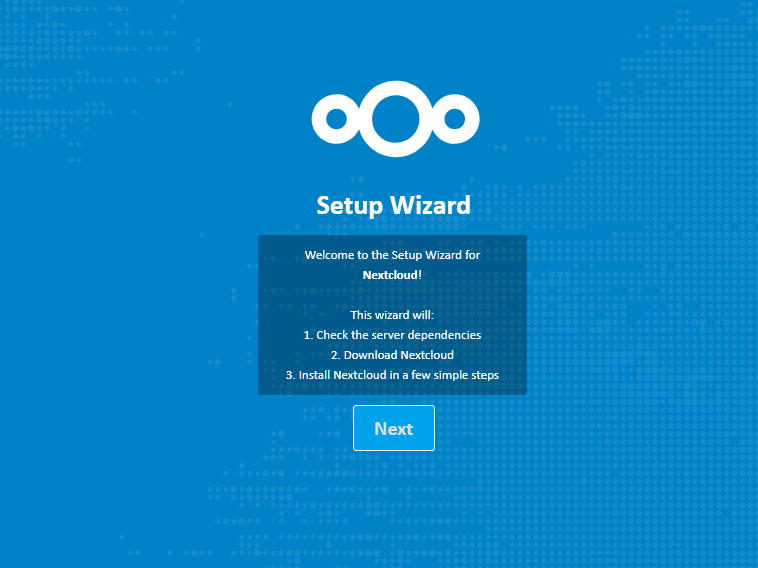 Setup Wizard
Welcome to the Setup Wizard for
Nextcloud!
This wizard will:
1. Check the server dependencies
2. Download Nextcloud
3. Install Nextcloud in a few simple steps
Next